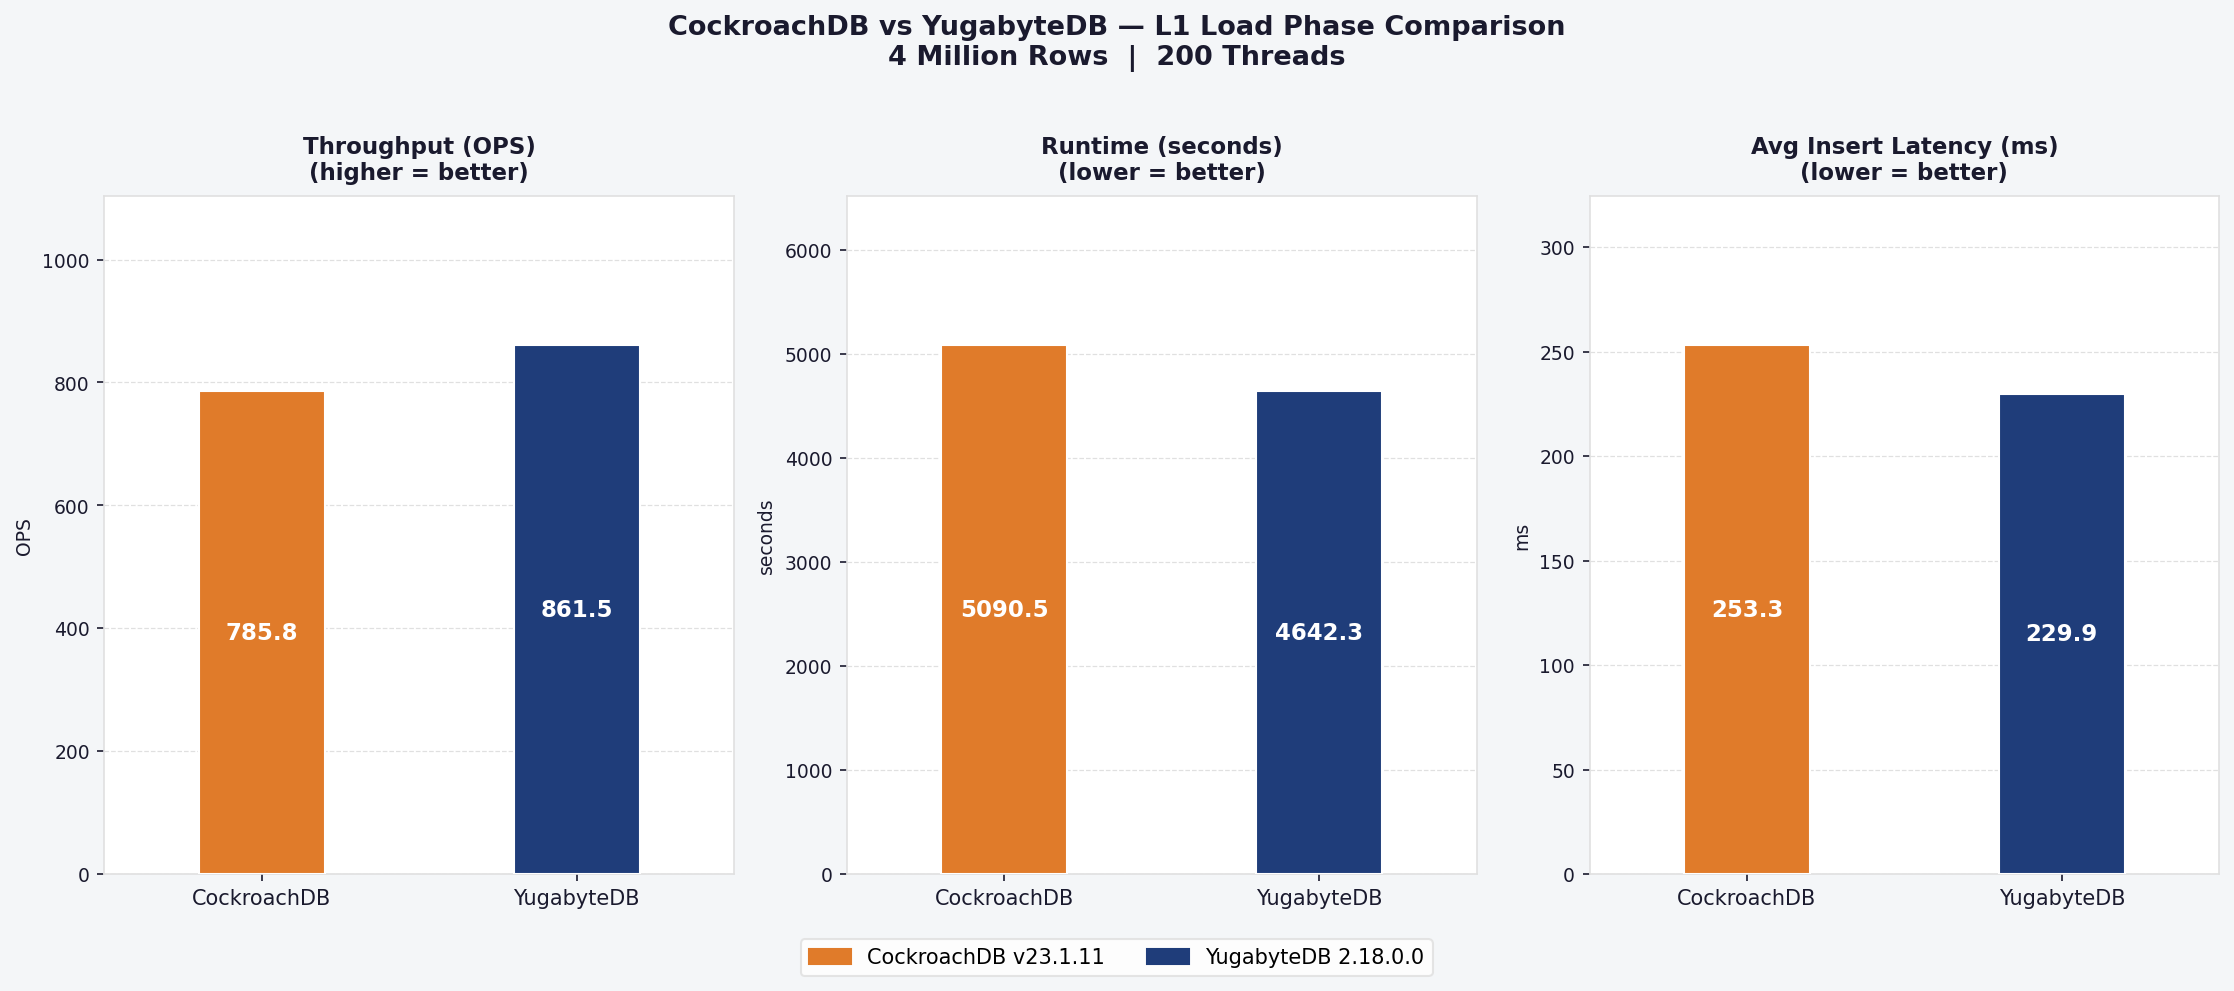 CockroachDB vs YugabyteDB — L1 Load Phase Comparison
4 Million Rows | 200 Threads
Throughput (OPS)
(higher = better)
OPS
1000
800
600
400
200
0
785.8
861.5
CockroachDB
YugabyteDB
Runtime (seconds)
(lower = better)
seconds
6000
5000
4000
3000
2000
1000
0
5090.5
4642.3
CockroachDB
YugabyteDB
Avg Insert Latency (ms)
(lower = better)
ms
300
250
200
150
100
50
0
253.3
229.9
CockroachDB
YugabyteDB
CockroachDB v23.1.11
YugabyteDB 2.18.0.0